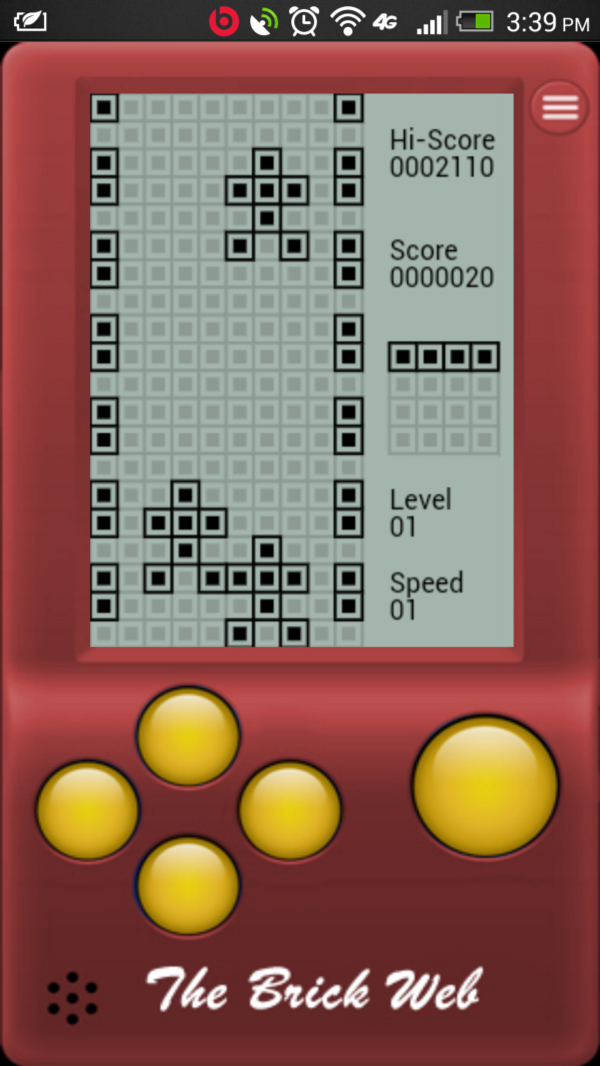 4G 3:39 PM
Hi-Score
0002110
Score
0000020
Level
01
Speed
01
The Brick Web